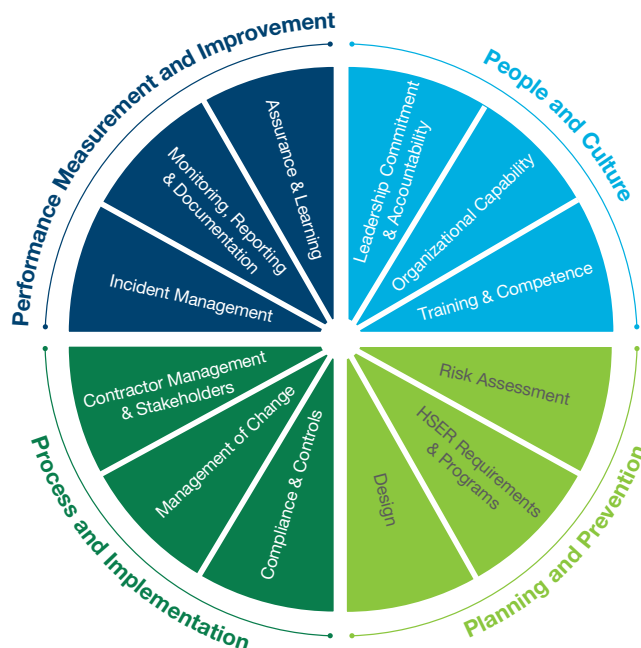 Performance Measurement and Improvement
People and Culture
Assurance & Learning
Monitoring, Reporting
& Documentation
Incident Management
Leadership Commitment
& Accountability
Organizational Capability
Training & Competence
Risk Assessment
HSER Requirements
& Programs
Design
Contractor Management
& Stakeholders
Management of Change
Compliance & Controls
Process and Implementation
Planning and Prevention